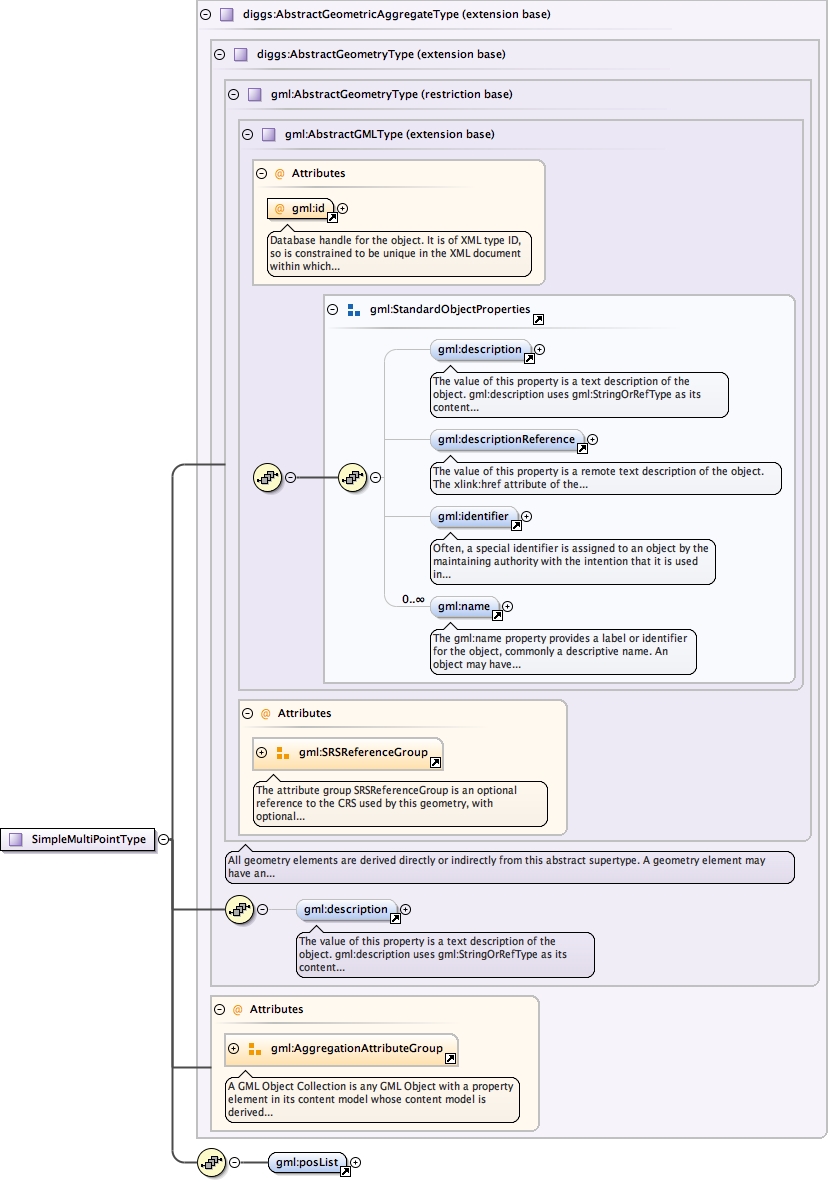 diggs:AbstractGeometricAggregateType (extension base)
diggs:AbstractGeometryType (extension base)
gml:AbstractGeometryType (restriction base)
gml:AbstractGMLType (extension base)
@ Attributes
@ gml:id
Database handle for the object. It is of XML type ID,
so is constrained to be unique in the XML document
within which...
gml:StandardObjectProperties
gml:description
The value of this property is a text description of the
object. gml:description uses gml:StringOrRefType as its
content...
gml:descriptionReference
The value of this property is a remote text description of the object.
The xlink:href attribute of the...
gml:identifier
Often, a special identifier is assigned to an object by the
maintaining authority with the intention that it is used
in...
0..∞
gml:name
The gml:name property provides a label or identifier
for the object, commonly a descriptive name. An
object may have...
@ Attributes
gml:SRSReferenceGroup
The attribute group SRSReferenceGroup is an optional
reference to the CRS used by this geometry, with
optional...
SimpleMultiPointType
All geometry elements are derived directly or indirectly from this abstract supertype. A geometry element may
have an...
gml:description
The value of this property is a text description of the
object. gml:description uses gml:StringOrRefType as its
content...
@ Attributes
gml:AggregationAttributeGroup
A GML Object Collection is any GML Object with a property
element in its content model whose content model is
derived...
gml:posList